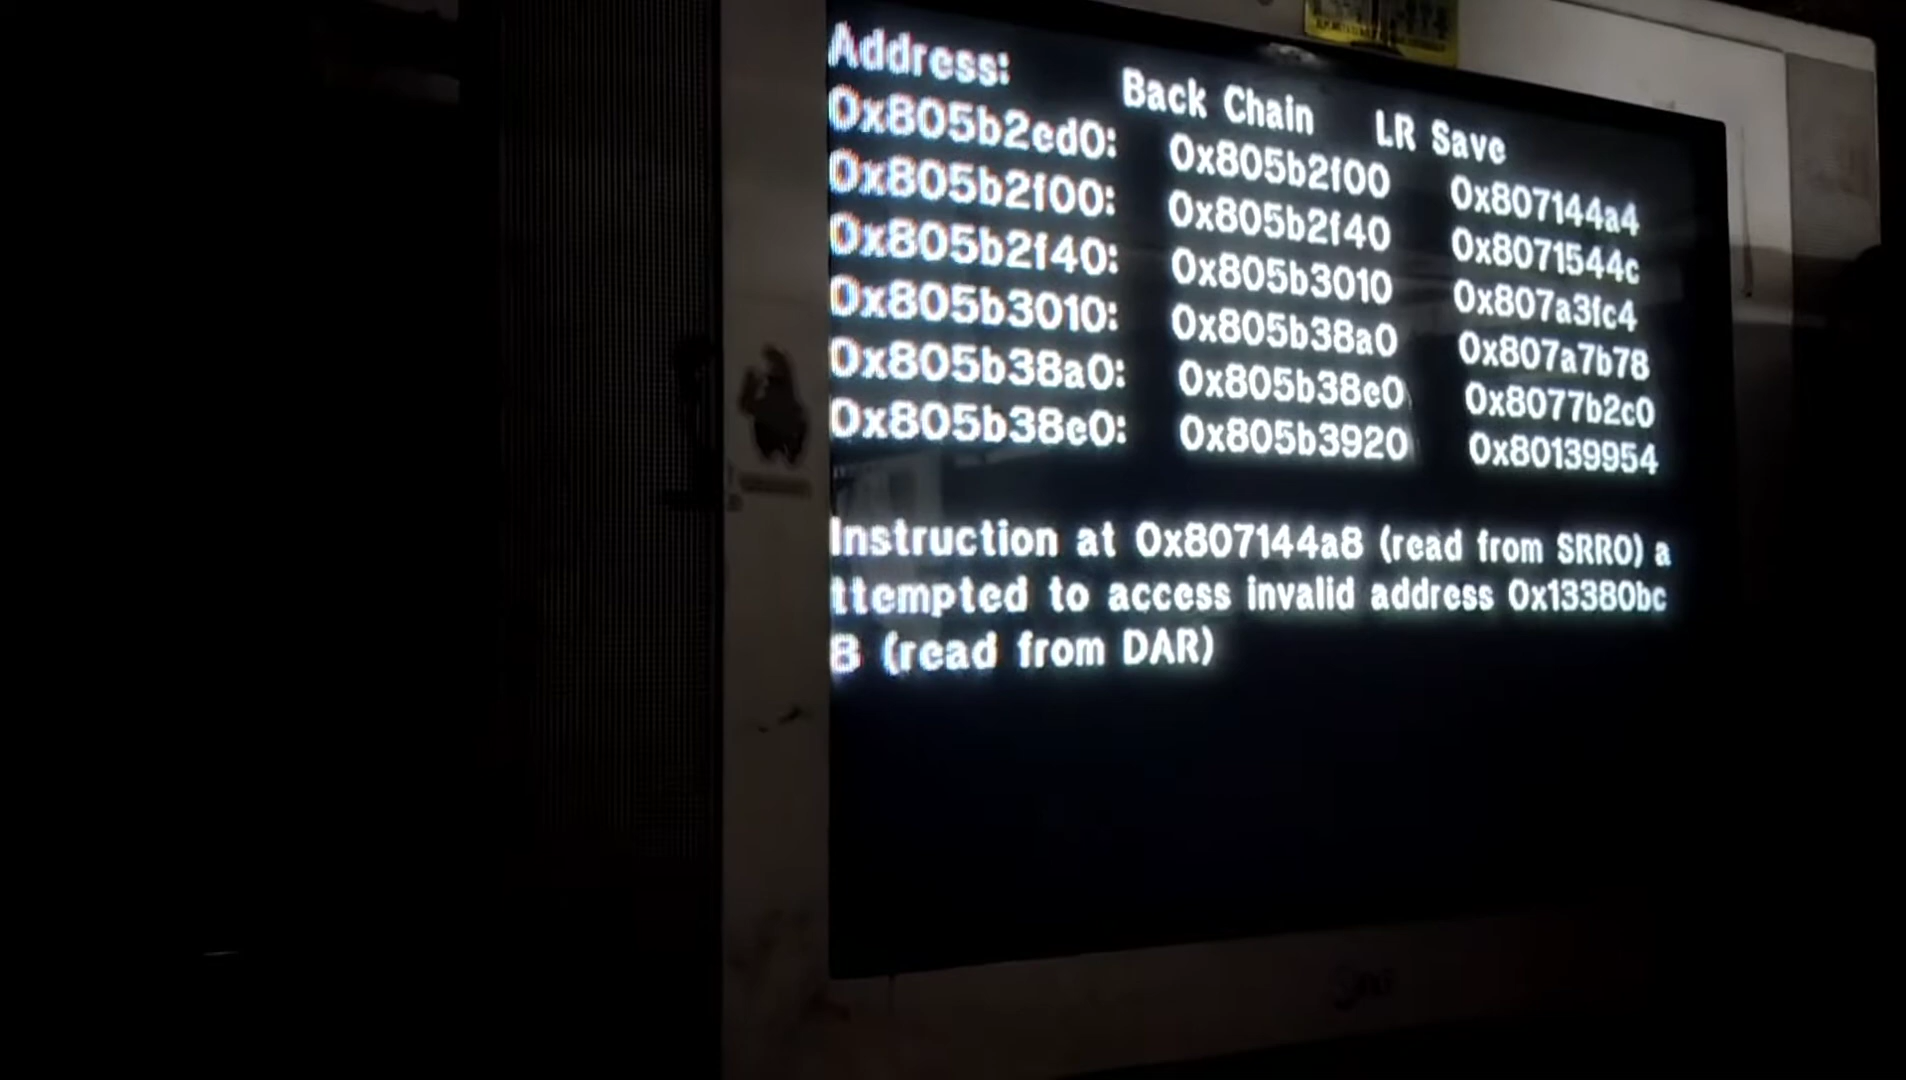 Address: Back Chain LR Save
0x805b2ed0: 0x805b2f00 0x807144a4
0x805b2f00: 0x805b2f40 0x8071544c
0x805b2f40: 0x805b3010 0x807a3fc4
0x805b3010: 0x805b38a0 0x807a7b78
0x805b38a0: 0x805b38e0 0x8077b2c0
0x805b38e0: 0x805b3920 0x80139954
Instruction at 0x807144a8 (read from SRR0) a
ttempted to access invalid address 0x13380bc
8 (read from DAR)